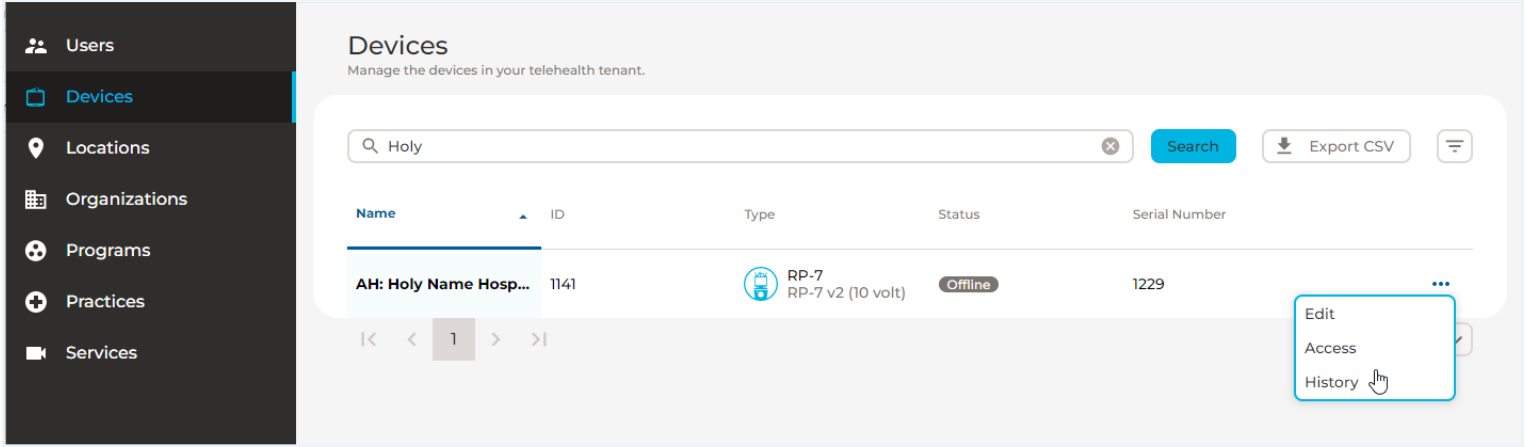 Users
Devices
Locations
Organizations
Programs
Practices
Services
Devices
Manage the devices in your telehealth tenant.
Holy
Search
Export CSV
Name ID Type Status Serial Number
AH: Holy Name Hosp... 1141 RP-7 Offline 1229
RP-7 v2 (10 volt)
1
Edit
Access
History